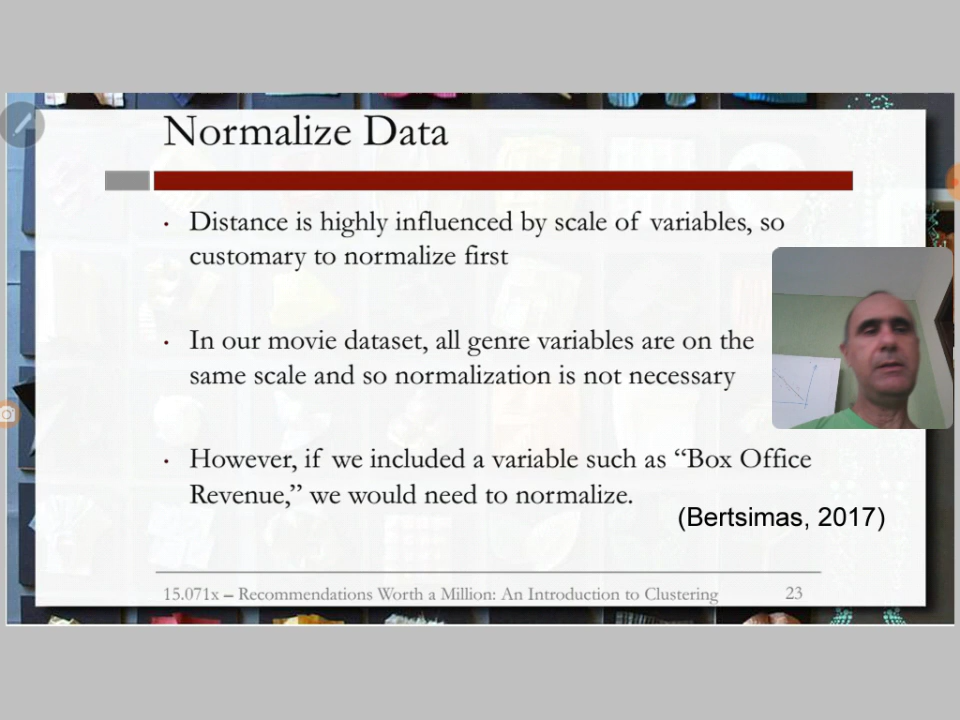 Normalize Data
• Distance is highly influenced by scale of variables, so
customary to normalize first
• In our movie dataset, all genre variables are on the
same scale and so normalization is not necessary
• However, if we included a variable such as “Box Office
Revenue,” we would need to normalize.
(Bertsimas, 2017)
15.071x – Recommendations Worth a Million: An Introduction to Clustering 23